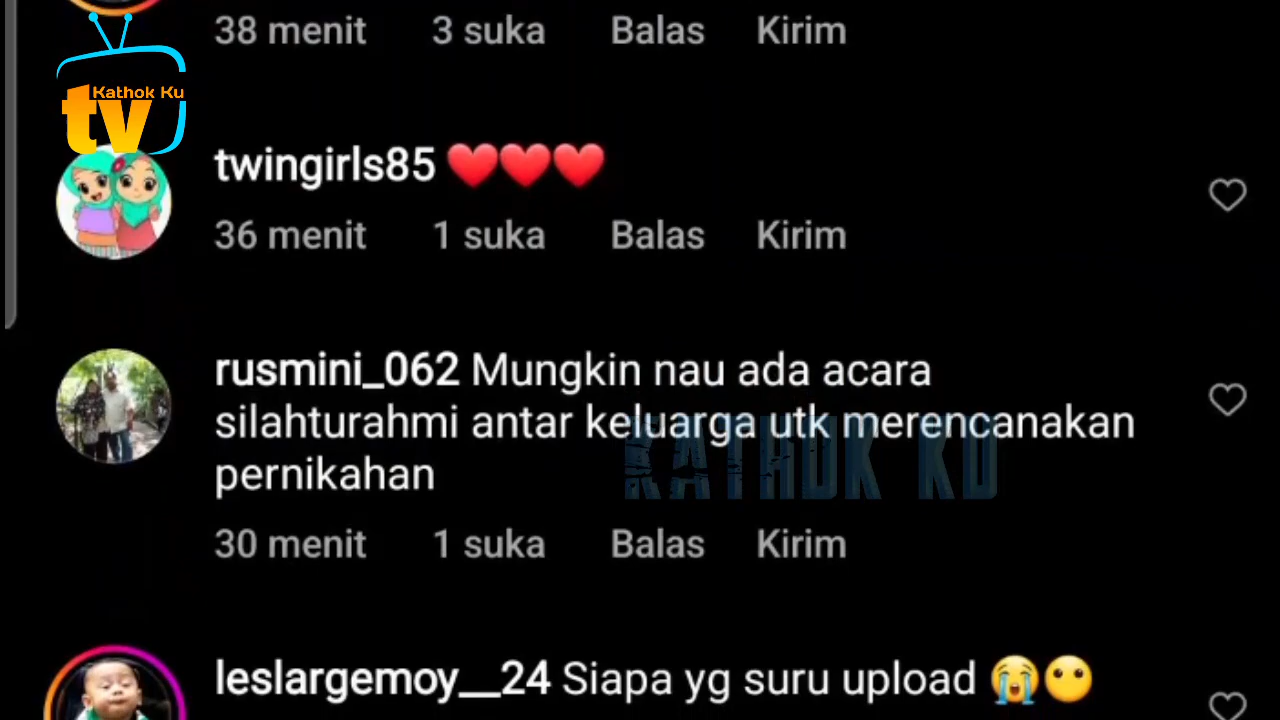 38 menit 3 suka Balas Kirim
Kathok Ku
tv
twingirls85 ❤️❤️❤️
36 menit 1 suka Balas Kirim
rusmini_062 Mungkin nau ada acara
silahturahmi antar keluarga utk merencanakan
pernikahan
KATHOK KU
30 menit 1 suka Balas Kirim
leslargemoy__24 Siapa yg suru upload 😭😶